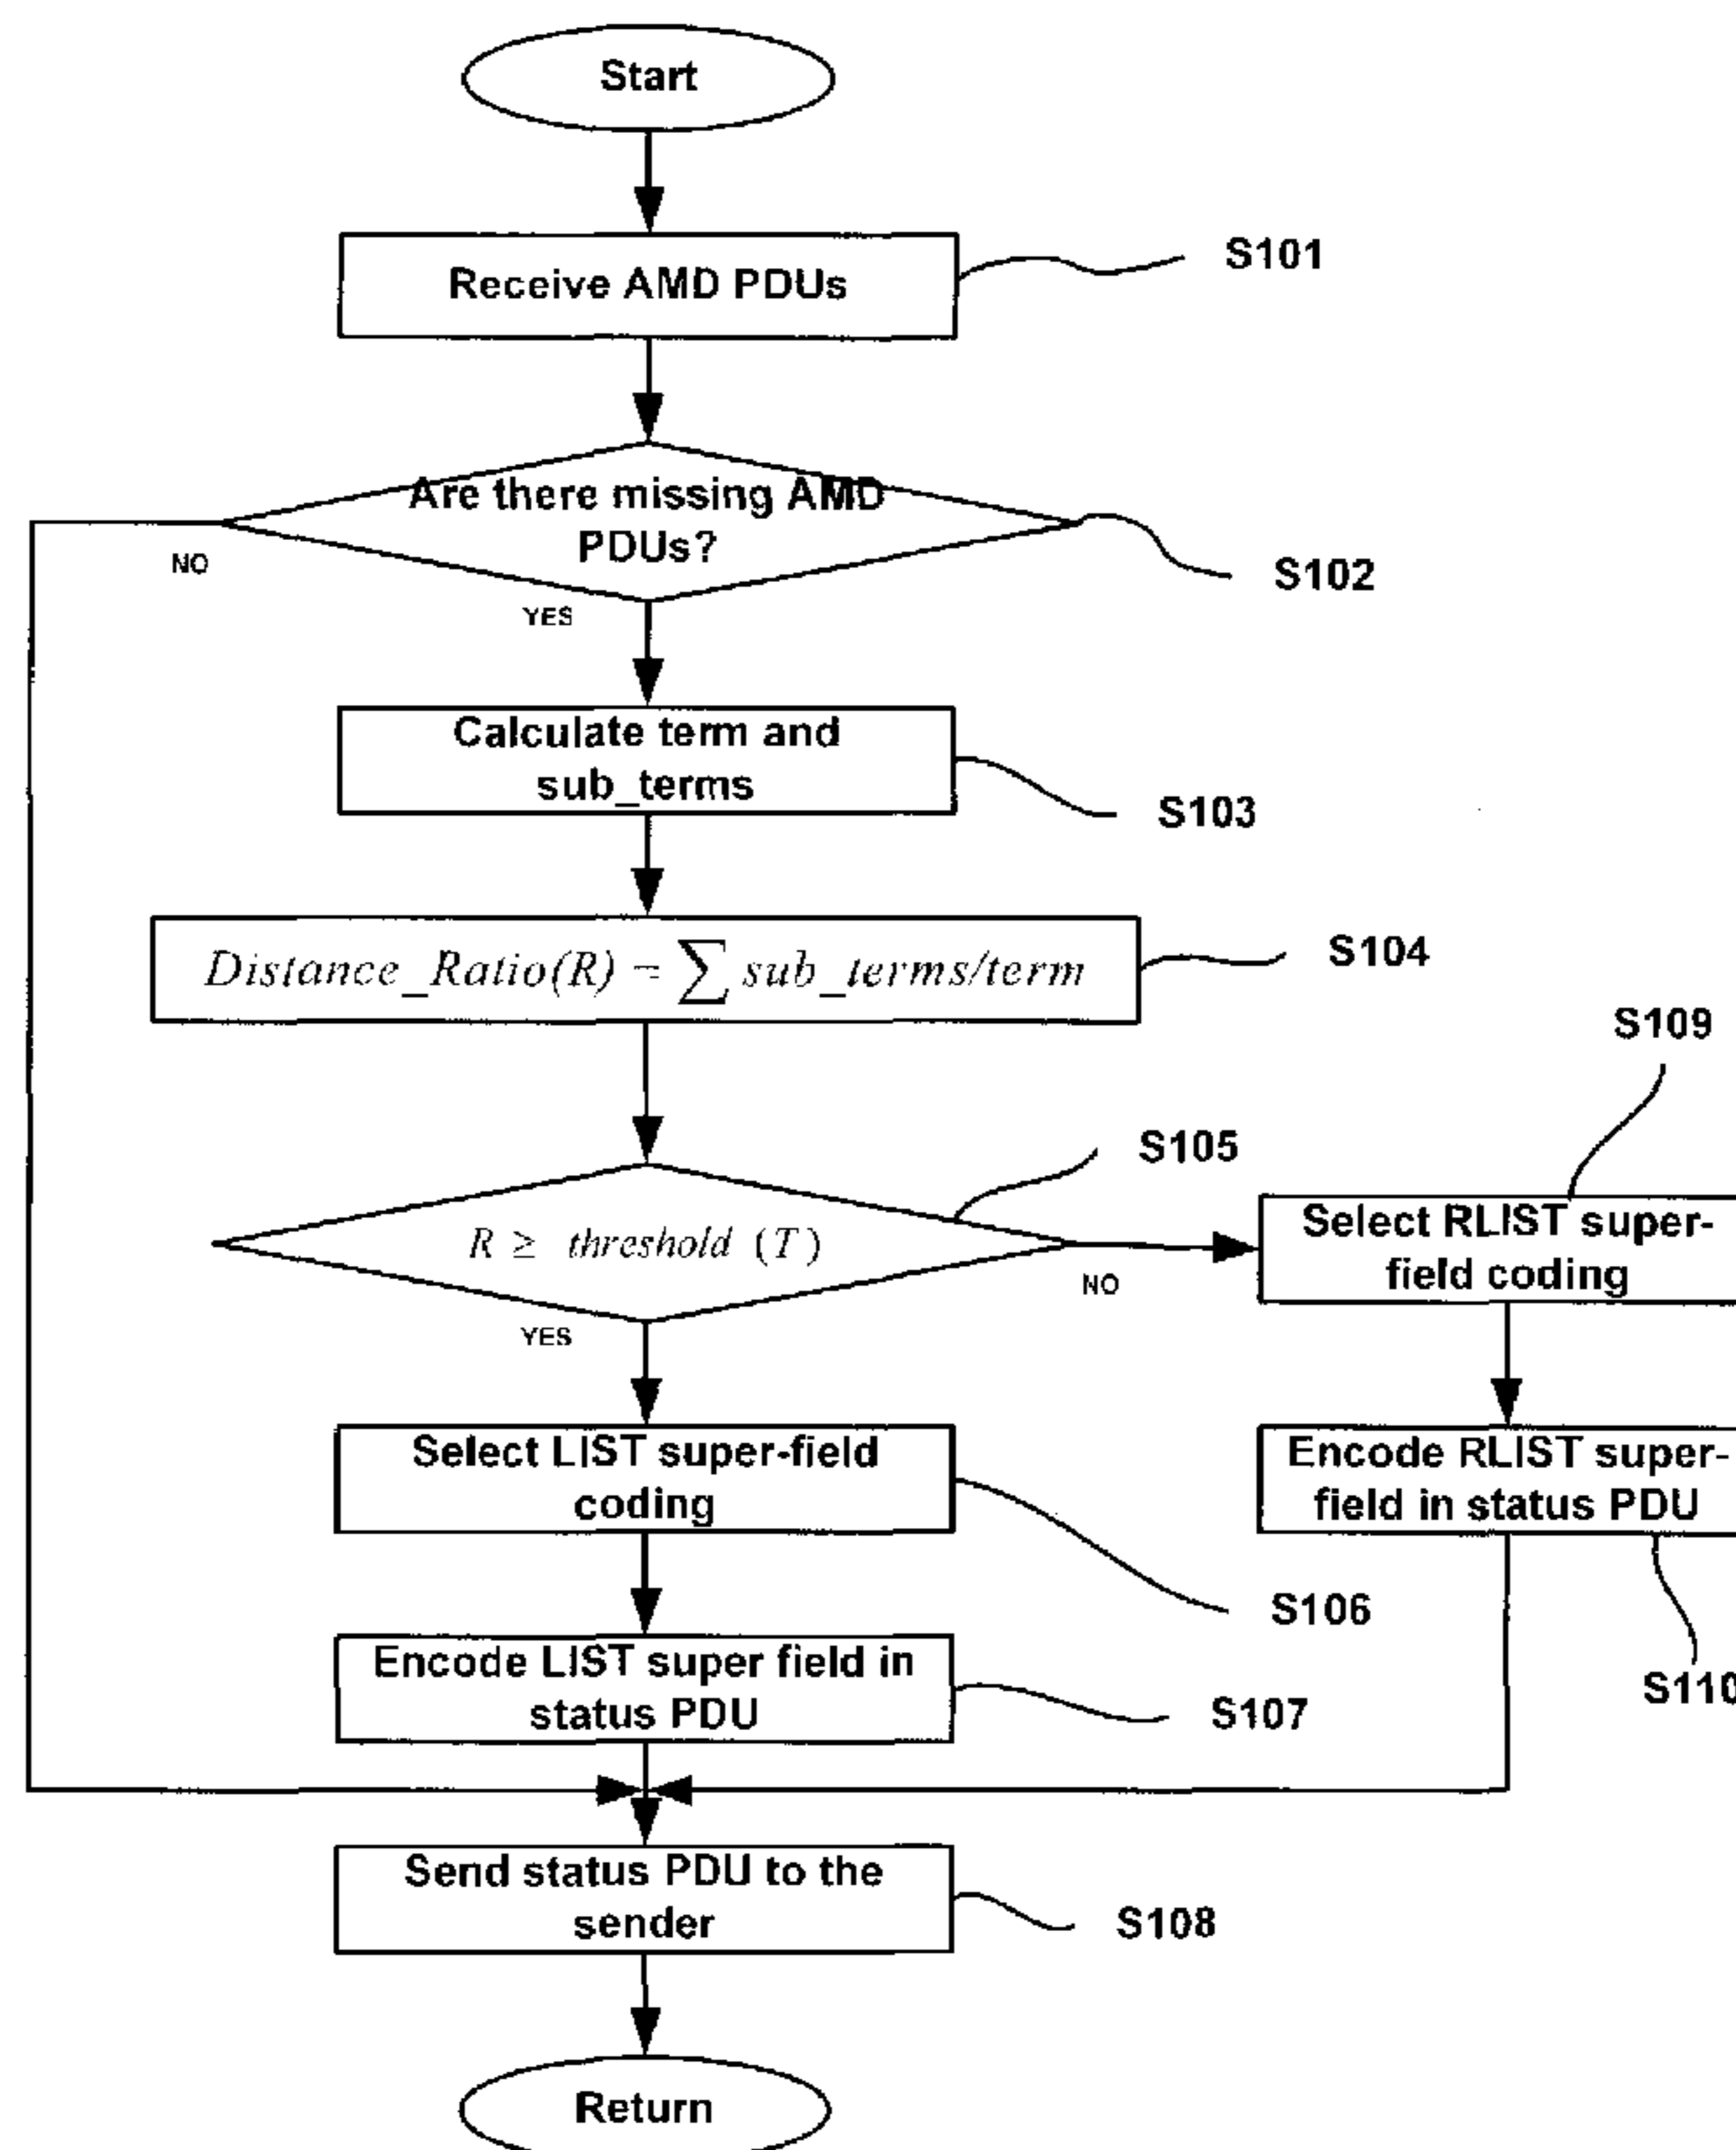 Start
Receive AMD PDUs
S101
Are there missing AMD
PDUs?
S102
NO
YES
Calculate term and
sub_terms
S103
Distance_Ratio(R) = ∑ sub_terms/term
S104
S109
S105
R ≥ threshold (T)
NO
YES
Select RLIST super-
field coding
Select LIST super-field
coding
Encode RLIST super-
field in status PDU
S106
Encode LIST super field in
status PDU
S107
S110
Send status PDU to the
sender
S108
Return